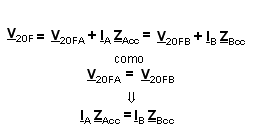 V20F = V20FA + IA ZAcc = V20FB + IB ZBcc
como
V20FA = V20FB
⇓
IA ZAcc = IB ZBcc